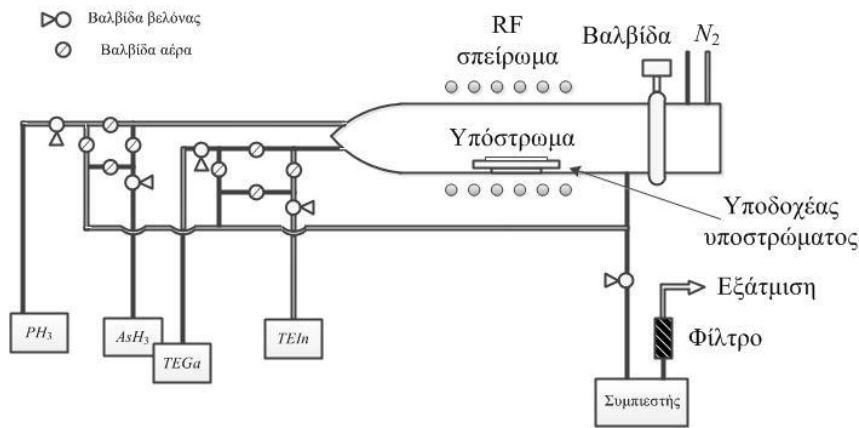 Βαλβίδα βελόνας
Βαλβίδα αέρα
RF
σπείρωμα
Βαλβίδα
N₂
Υπόστρωμα
Υποδοχέας
υποστρώματος
Εξάτμιση
Φίλτρο
PH₃
AsH₃
TEGa
TEIn
Συμπιεστής